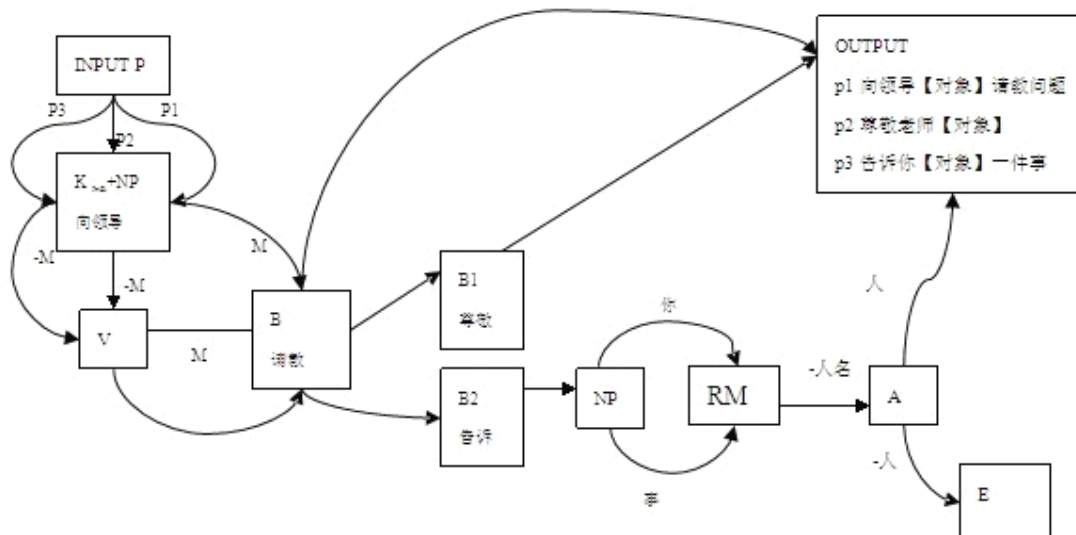 INPUT P
P3
P1
P2
+NP
向领导
M
-M
-M
V
M
B
请教
B1
尊敬
B2
告诉
NP
你
事
RM
-人名
A
人
-人
E
OUTPUT
p1 向领导【对象】请教问题
p2 尊敬老师【对象】
p3 告诉你【对象】一件事